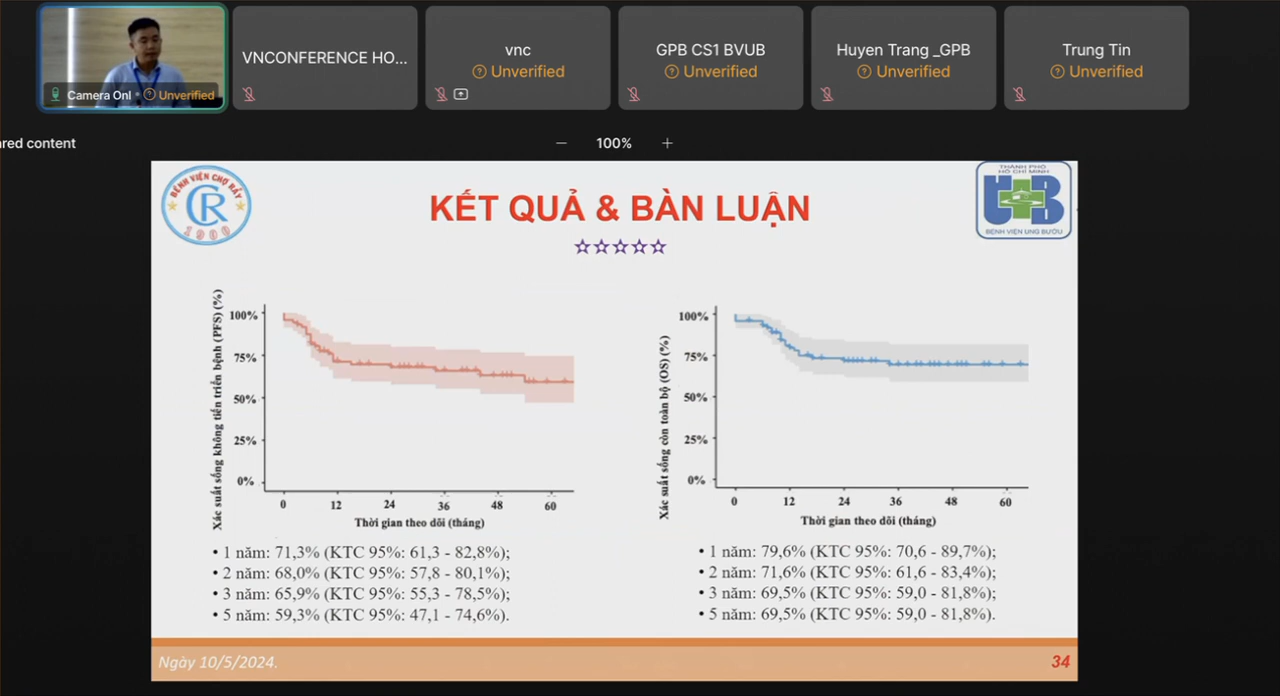 VNCONFERENCE HO...
vnc
Unverified
GPB CS1 BVUB
Unverified
Huyen Trang _GPB
Unverified
Trung Tin
Unverified
Camera Onl
Unverified
ared content
100%
BỆNH VIỆN CHỢ RẪY
CR
1900
KẾT QUẢ & BÀN LUẬN
THÀNH PHỐ
HỒ CHÍ MINH
UB
BỆNH VIỆN UNG BƯỚU
Xác suất sống không tiến triển bệnh (PFS) (%)
100%
75%
50%
25%
0%
0 12 24 36 48 60
Thời gian theo dõi (tháng)
• 1 năm: 71,3% (KTC 95%: 61,3 - 82,8%);
• 2 năm: 68,0% (KTC 95%: 57,8 - 80,1%);
• 3 năm: 65,9% (KTC 95%: 55,3 - 78,5%);
• 5 năm: 59,3% (KTC 95%: 47,1 - 74,6%).
Xác suất sống còn toàn bộ (OS) (%)
100%
75%
50%
25%
0%
0 12 24 36 48 60
Thời gian theo dõi (tháng)
• 1 năm: 79,6% (KTC 95%: 70,6 - 89,7%);
• 2 năm: 71,6% (KTC 95%: 61,6 - 83,4%);
• 3 năm: 69,5% (KTC 95%: 59,0 - 81,8%);
• 5 năm: 69,5% (KTC 95%: 59,0 - 81,8%).
Ngày 10/5/2024.
34